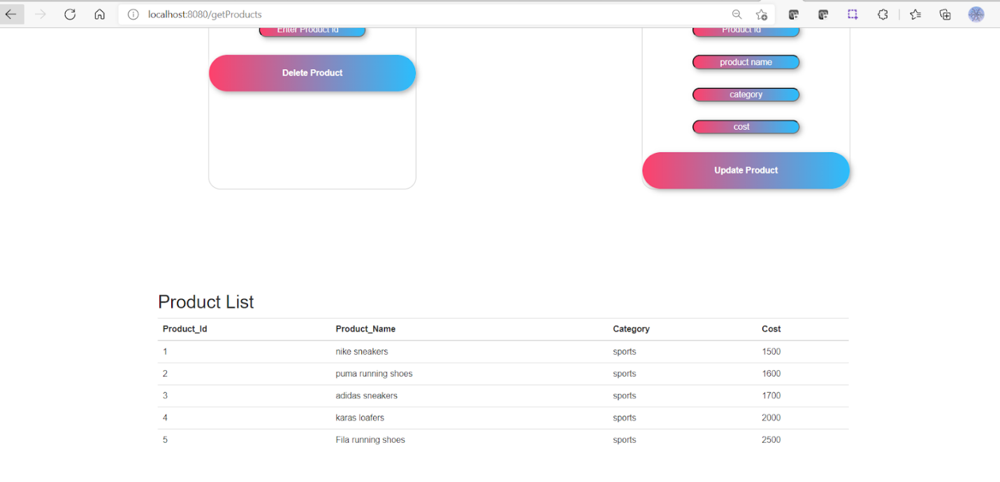 localhost:8080/getProducts
Enter Product Id
Delete Product
Product Id
product name
category
cost
Update Product
Product List
Product_Id Product_Name Category Cost
1 nike sneakers sports 1500
2 puma running shoes sports 1600
3 adidas sneakers sports 1700
4 karas loafers sports 2000
5 Fila running shoes sports 2500